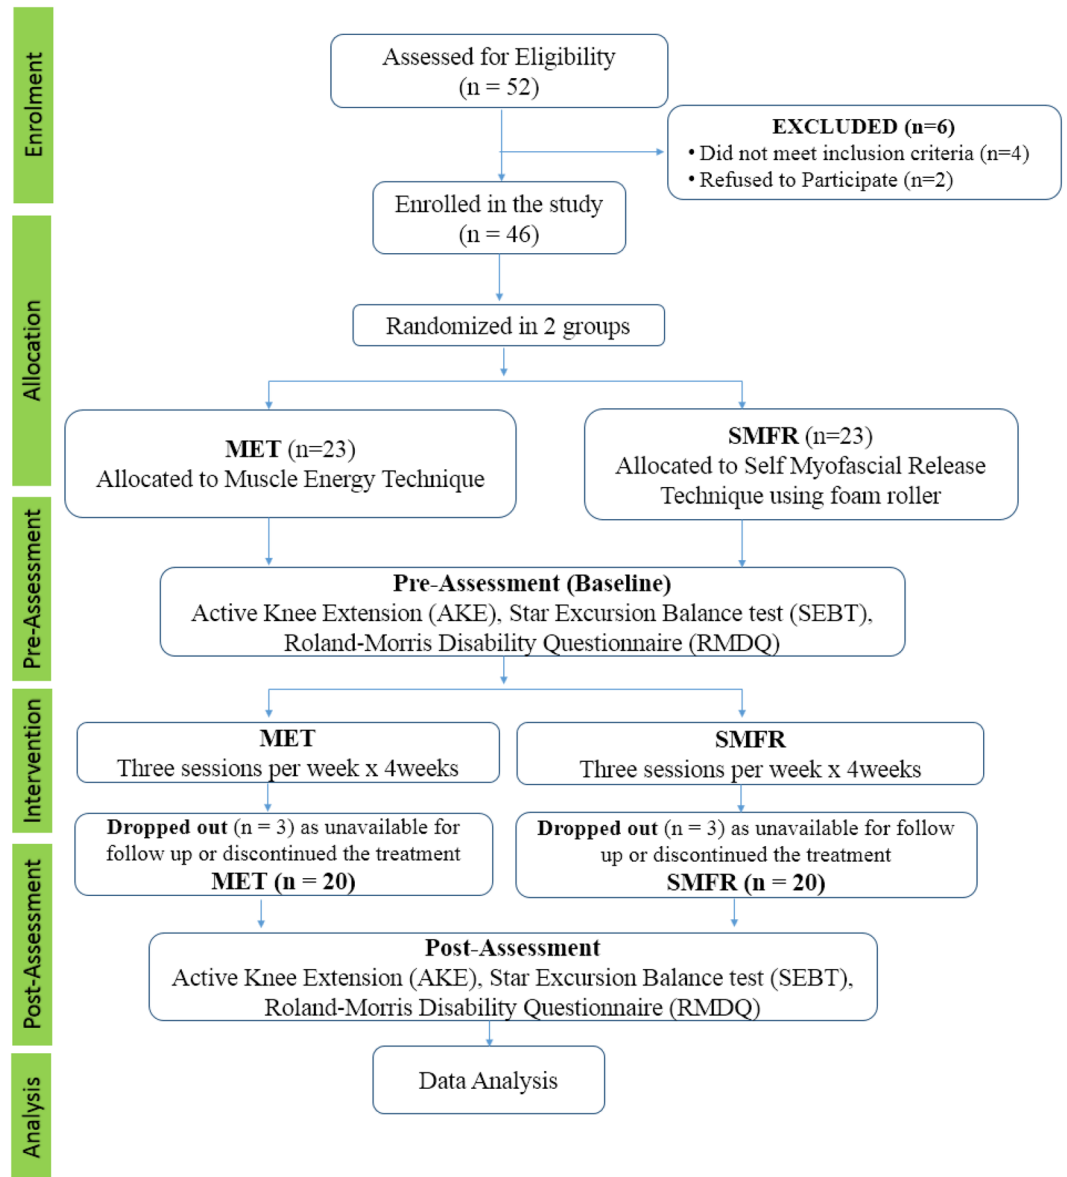 Enrolment
Assessed for Eligibility
(n = 52)
EXCLUDED (n=6)
• Did not meet inclusion criteria (n=4)
• Refused to Participate (n=2)
Enrolled in the study
(n = 46)
Allocation
Randomized in 2 groups
MET (n=23)
Allocated to Muscle Energy Technique
SMFR (n=23)
Allocated to Self Myofascial Release
Technique using foam roller
Pre-Assessment
Pre-Assessment (Baseline)
Active Knee Extension (AKE), Star Excursion Balance test (SEBT),
Roland-Morris Disability Questionnaire (RMDQ)
Intervention
MET
Three sessions per week x 4weeks
SMFR
Three sessions per week x 4weeks
Dropped out (n = 3) as unavailable for
follow up or discontinued the treatment
MET (n = 20)
Dropped out (n = 3) as unavailable for follow
up or discontinued the treatment
SMFR (n = 20)
Post-Assessment
Post-Assessment
Active Knee Extension (AKE), Star Excursion Balance test (SEBT),
Roland-Morris Disability Questionnaire (RMDQ)
Analysis
Data Analysis